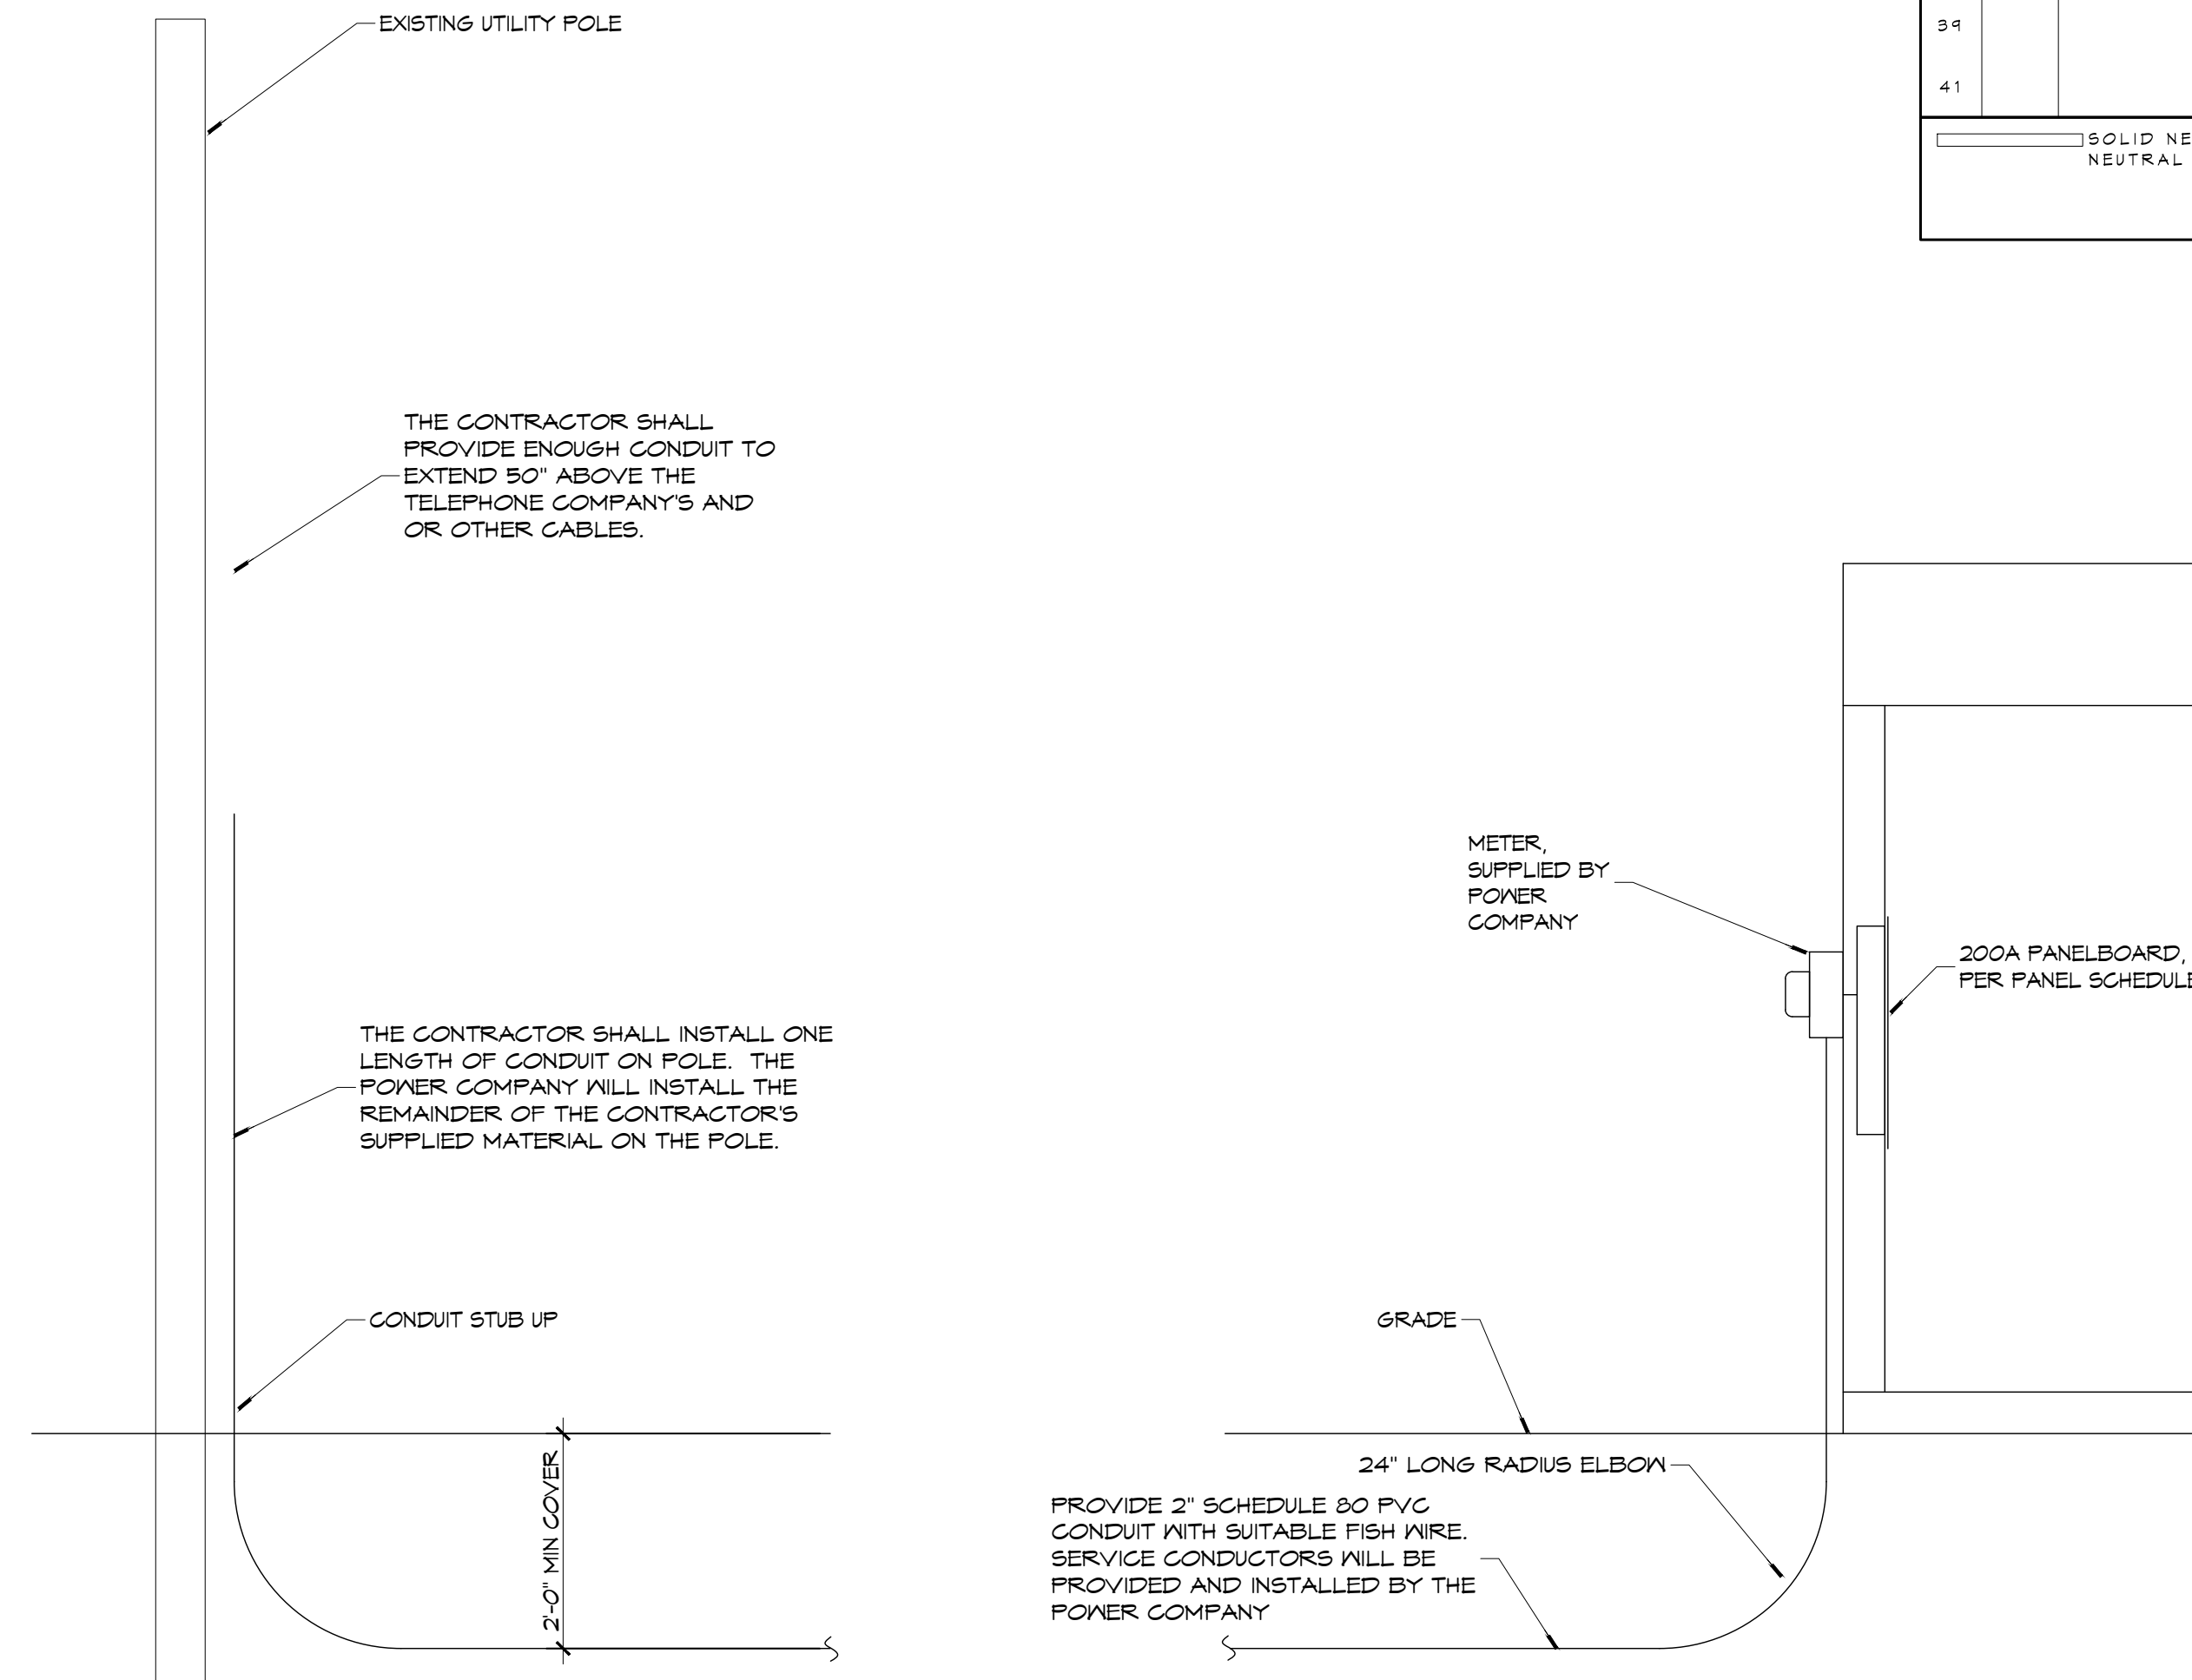 EXISTING UTILITY POLE
39
41
SOLID NE
NEUTRAL
THE CONTRACTOR SHALL
PROVIDE ENOUGH CONDUIT TO
EXTEND 50" ABOVE THE
TELEPHONE COMPANY'S AND
OR OTHER CABLES.
METER,
SUPPLIED BY
POWER
COMPANY
200A PANELBOARD,
PER PANEL SCHEDULE
THE CONTRACTOR SHALL INSTALL ONE
LENGTH OF CONDUIT ON POLE. THE
POWER COMPANY WILL INSTALL THE
REMAINDER OF THE CONTRACTOR'S
SUPPLIED MATERIAL ON THE POLE.
CONDUIT STUB UP
GRADE
2'-0" MIN COVER
24" LONG RADIUS ELBOW
PROVIDE 2" SCHEDULE 80 PVC
CONDUIT WITH SUITABLE FISH WIRE.
SERVICE CONDUCTORS WILL BE
PROVIDED AND INSTALLED BY THE
POWER COMPANY